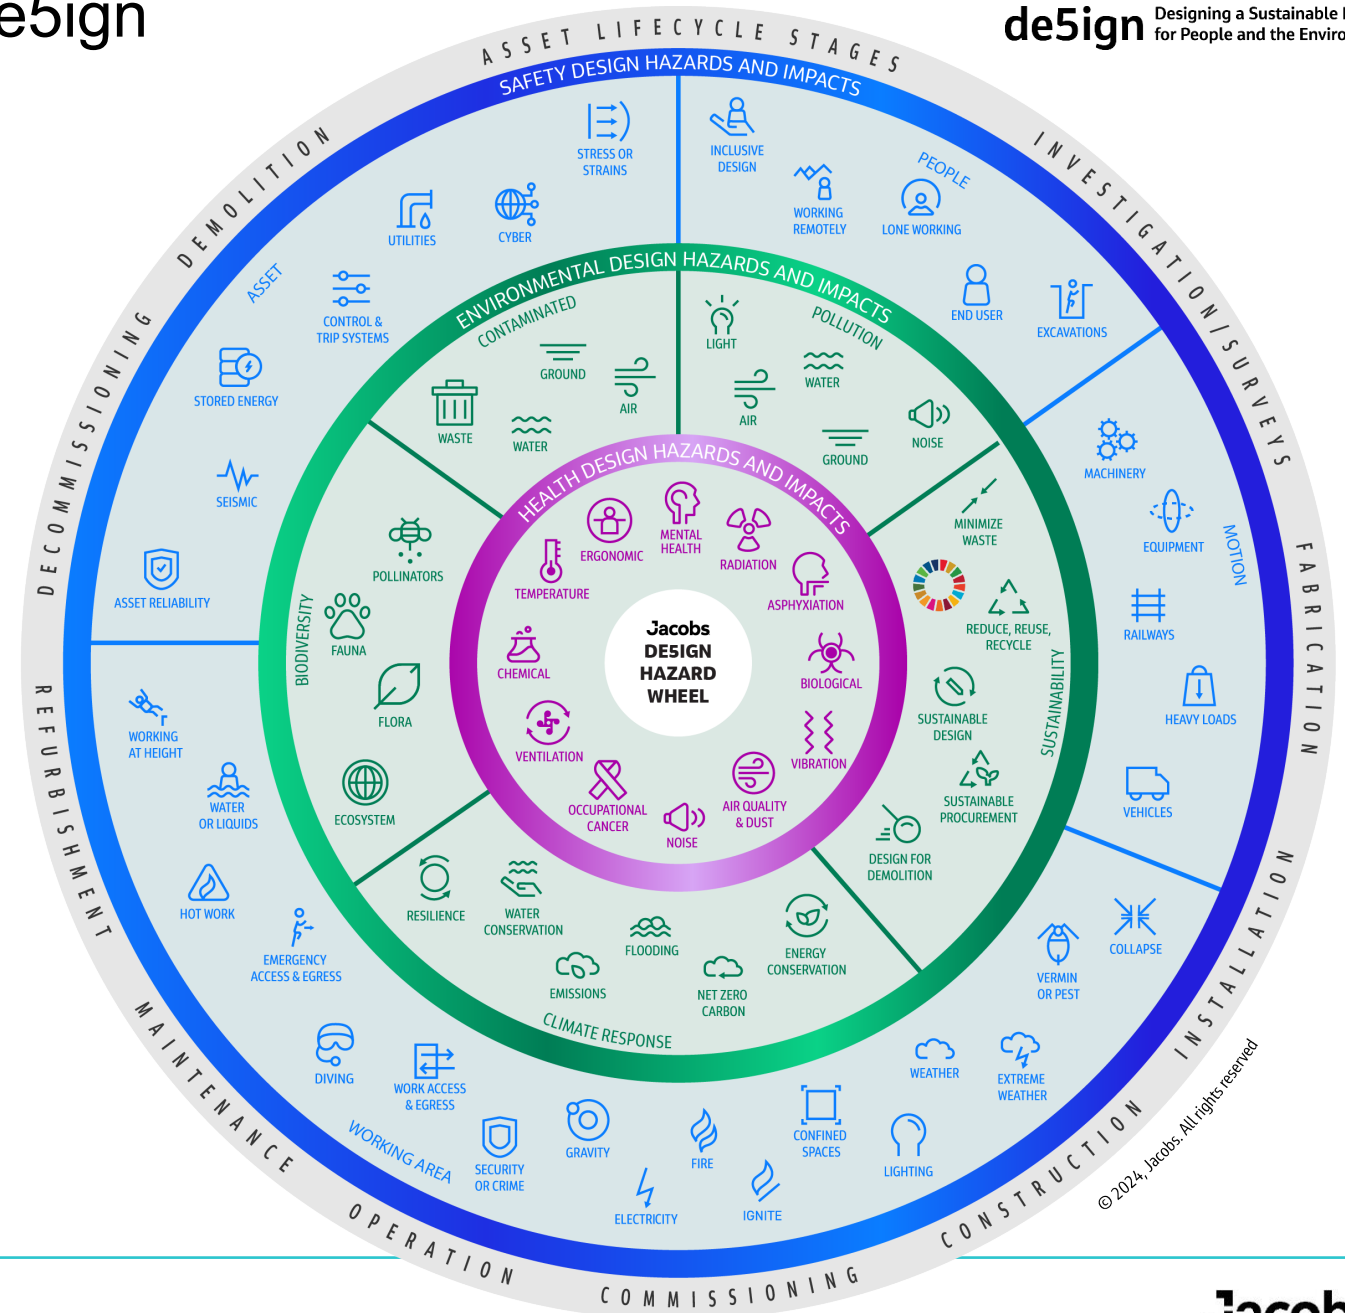 de5ign
de5ign
Designing a Sustainable
for People and the
ASSET LIFECYCLE STAGES
INVESTIGATION/SURVEYS
FABRICATION
INSTALLATION
CONSTRUCTION
COMMISSIONING
OPERATION
MAINTENANCE
REFURBISHMENT
DECOMMISSIONING
DEMOLITION
SAFETY DESIGN HAZARDS AND IMPACTS
PEOPLE
INCLUSIVE
DESIGN
WORKING
REMOTELY
LONE WORKING
END USER
EXCAVATIONS
MOTION
MACHINERY
EQUIPMENT
RAILWAYS
HEAVY LOADS
VEHICLES
COLLAPSE
VERMIN
OR PEST
EXTREME
WEATHER
WEATHER
LIGHTING
CONFINED
SPACES
IGNITE
FIRE
ELECTRICITY
GRAVITY
SECURITY
OR CRIME
WORKING AREA
WORK ACCESS
& EGRESS
DIVING
EMERGENCY
ACCESS & EGRESS
HOT WORK
WATER
OR LIQUIDS
WORKING
AT HEIGHT
ASSET
ASSET RELIABILITY
SEISMIC
STORED ENERGY
CONTROL &
TRIP SYSTEMS
UTILITIES
CYBER
STRESS OR
STRAINS
ENVIRONMENTAL DESIGN HAZARDS AND IMPACTS
POLLUTION
LIGHT
WATER
AIR
GROUND
NOISE
SUSTAINABILITY
MINIMIZE
WASTE
REDUCE, REUSE,
RECYCLE
SUSTAINABLE
DESIGN
SUSTAINABLE
PROCUREMENT
DESIGN FOR
DEMOLITION
CLIMATE RESPONSE
ENERGY
CONSERVATION
NET ZERO
CARBON
FLOODING
EMISSIONS
WATER
CONSERVATION
RESILIENCE
BIODIVERSITY
ECOSYSTEM
FLORA
FAUNA
POLLINATORS
CONTAMINATED
WASTE
WATER
GROUND
AIR
HEALTH DESIGN HAZARDS AND IMPACTS
MENTAL
HEALTH
RADIATION
ASPHYXIATION
BIOLOGICAL
VIBRATION
AIR QUALITY
& DUST
NOISE
OCCUPATIONAL
CANCER
VENTILATION
CHEMICAL
TEMPERATURE
ERGONOMIC
Jacobs
DE5IGN
HAZARD
WHEEL
© 2024, Jacobs. All rights reserved